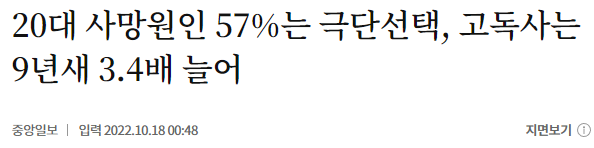 20대 사망원인 57%는 극단선택, 고독사는
9년새 3.4배 늘어
중앙일보 | 입력 2022.10.18 00:48 지면보기 ⓘ